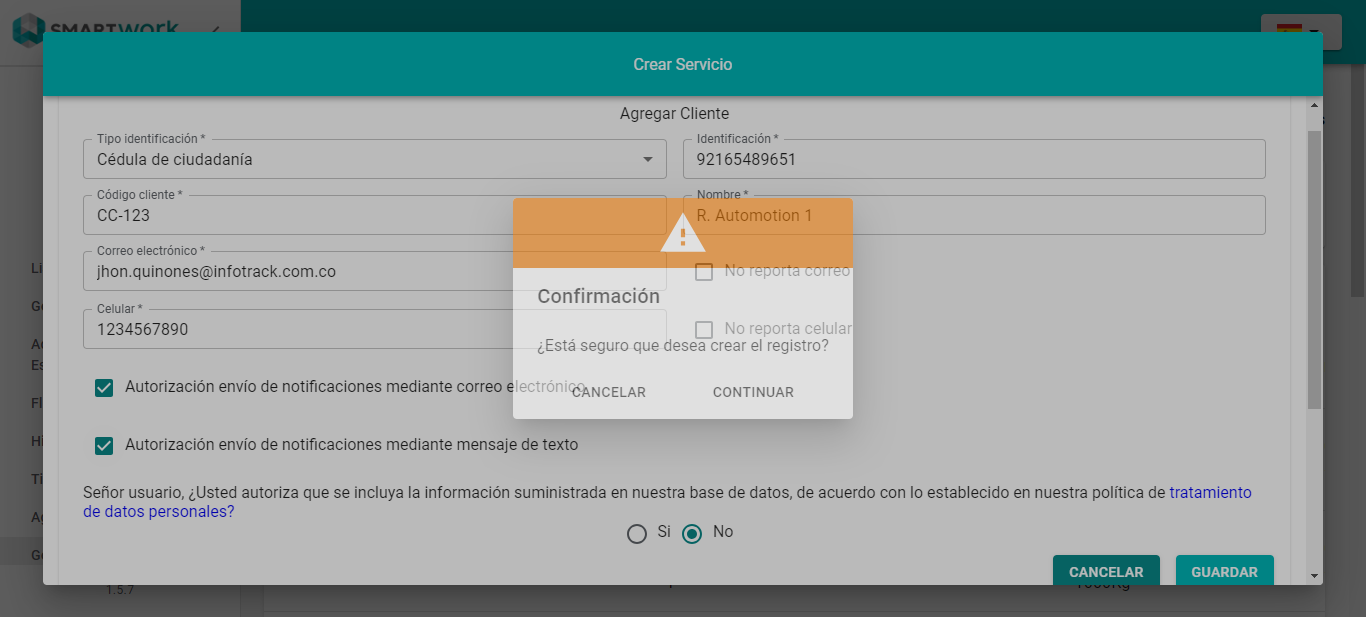 SMARTWORK
Crear Servicio
Agregar Cliente
Tipo identificación *
Cédula de ciudadanía
Identificación *
92165489651
Código cliente *
CC-123
Nombre *
R. Automotion 1
Correo electrónico *
jhon.quinones@infotrack.com.co
No reporta correo
Celular *
1234567890
No reporta celular
Confirmación
¿Está seguro que desea crear el registro?
CANCELAR CONTINUAR
Autorización envío de notificaciones mediante correo electrónico
Autorización envío de notificaciones mediante mensaje de texto
Señor usuario, ¿Usted autoriza que se incluya la información suministrada en nuestra base de datos, de acuerdo con lo establecido en nuestra política de tratamiento
de datos personales?
Si No
CANCELAR GUARDAR
Li
Es
Fl
Hi
Ti
1.5.7